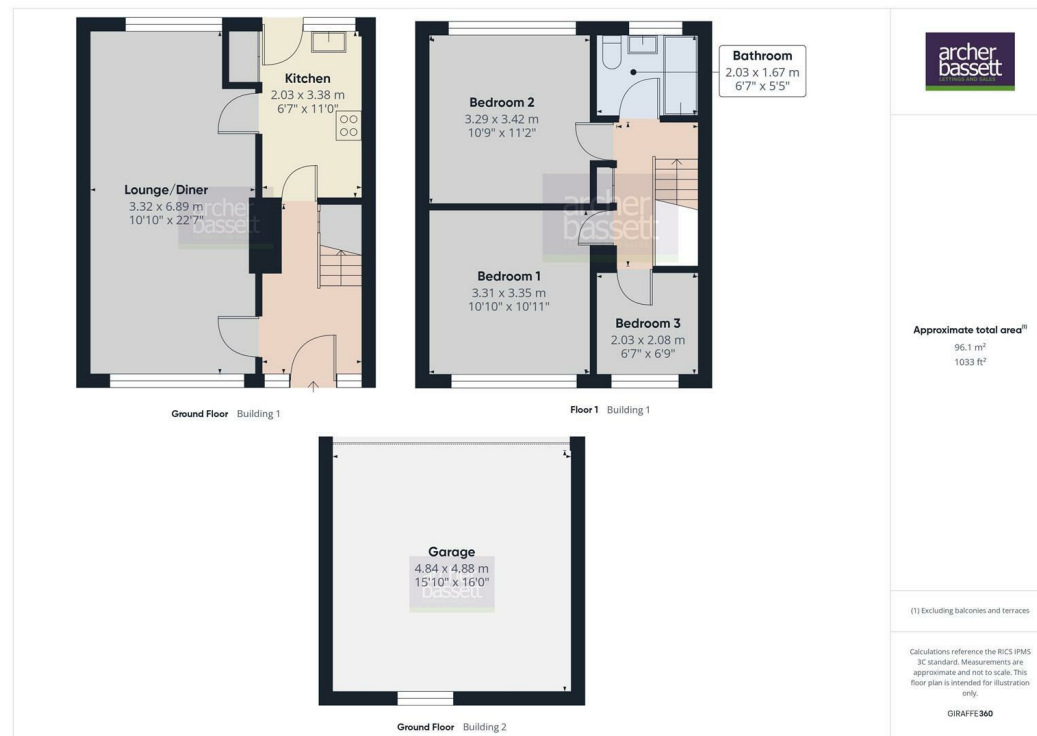 Kitchen
2.03 x 3.38 m
6'7" x 11'0"
Lounge/Diner
3.32 x 6.89 m
10'10" x 22'7"
archer
bassett
Ground Floor Building 1
Bathroom
2.03 x 1.67 m
6'7" x 5'5"
Bedroom 2
3.29 x 3.42 m
10'9" x 11'2"
archer
bassett
Bedroom 1
3.31 x 3.35 m
10'10" x 10'11"
Bedroom 3
2.03 x 2.08 m
6'7" x 6'9"
Floor 1 Building 1
Garage
4.84 x 4.88 m
15'10" x 16'0"
bassett
Ground Floor Building 2
archer
bassett
LETTINGS AND SALES
Approximate total area(1)
96.1 m²
1033 ft²
(1) Excluding balconies and terraces
Calculations reference the RICS IPMS
3C standard. Measurements are
approximate and not to scale. This
floor plan is intended for illustration
only.
GIRAFFE360